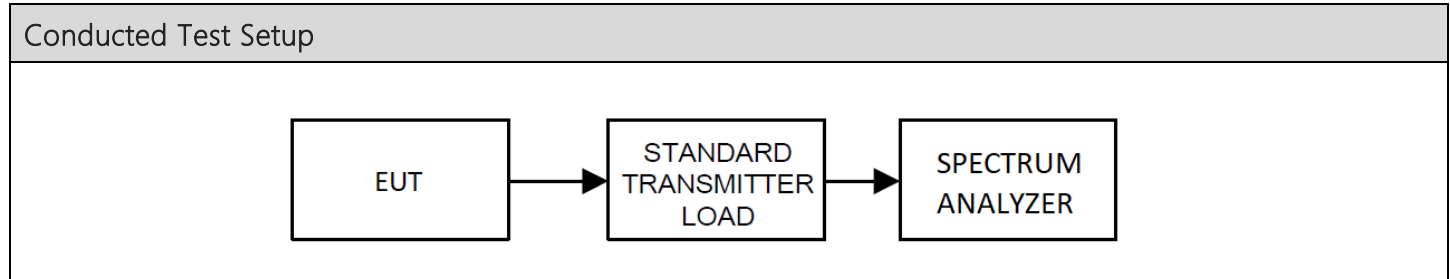 Conducted Test Setup
EUT
STANDARD
TRANSMITTER
LOAD
SPECTRUM
ANALYZER